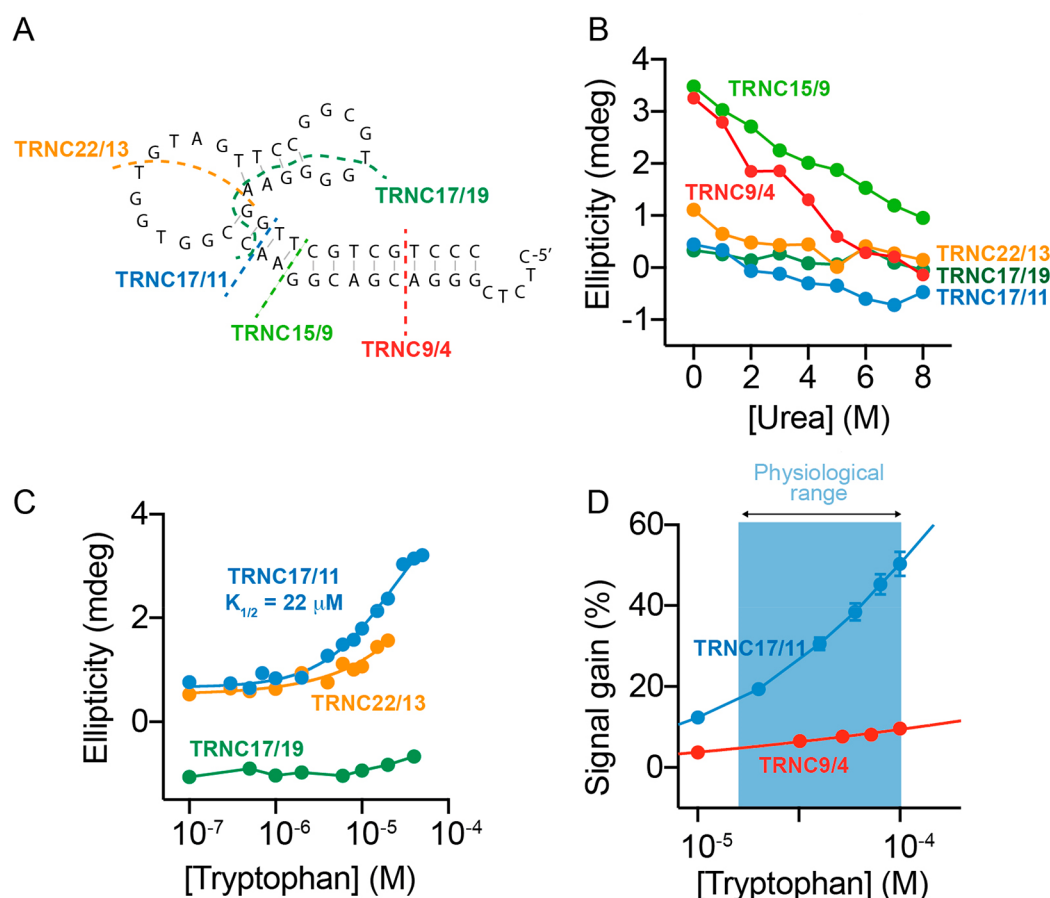 A
TRNC22/13
TRNC17/19
TRNC17/11
TRNC15/9
TRNC9/4
C-5′
T C G T C G T C C C
G G C G A C G A G G G
B
Ellipticity (mdeg)
4
3
2
1
0
-1
TRNC15/9
TRNC9/4
TRNC22/13
TRNC17/19
TRNC17/11
0 2 4 6 8
[Urea] (M)
C
Ellipticity (mdeg)
4
2
0
TRNC17/11
K1/2 = 22 μM
TRNC22/13
TRNC17/19
10-7 10-6 10-5 10-4
[Tryptophan] (M)
D
Physiological
range
Signal gain (%)
60
40
20
0
TRNC17/11
TRNC9/4
10-5 10-4
[Tryptophan] (M)